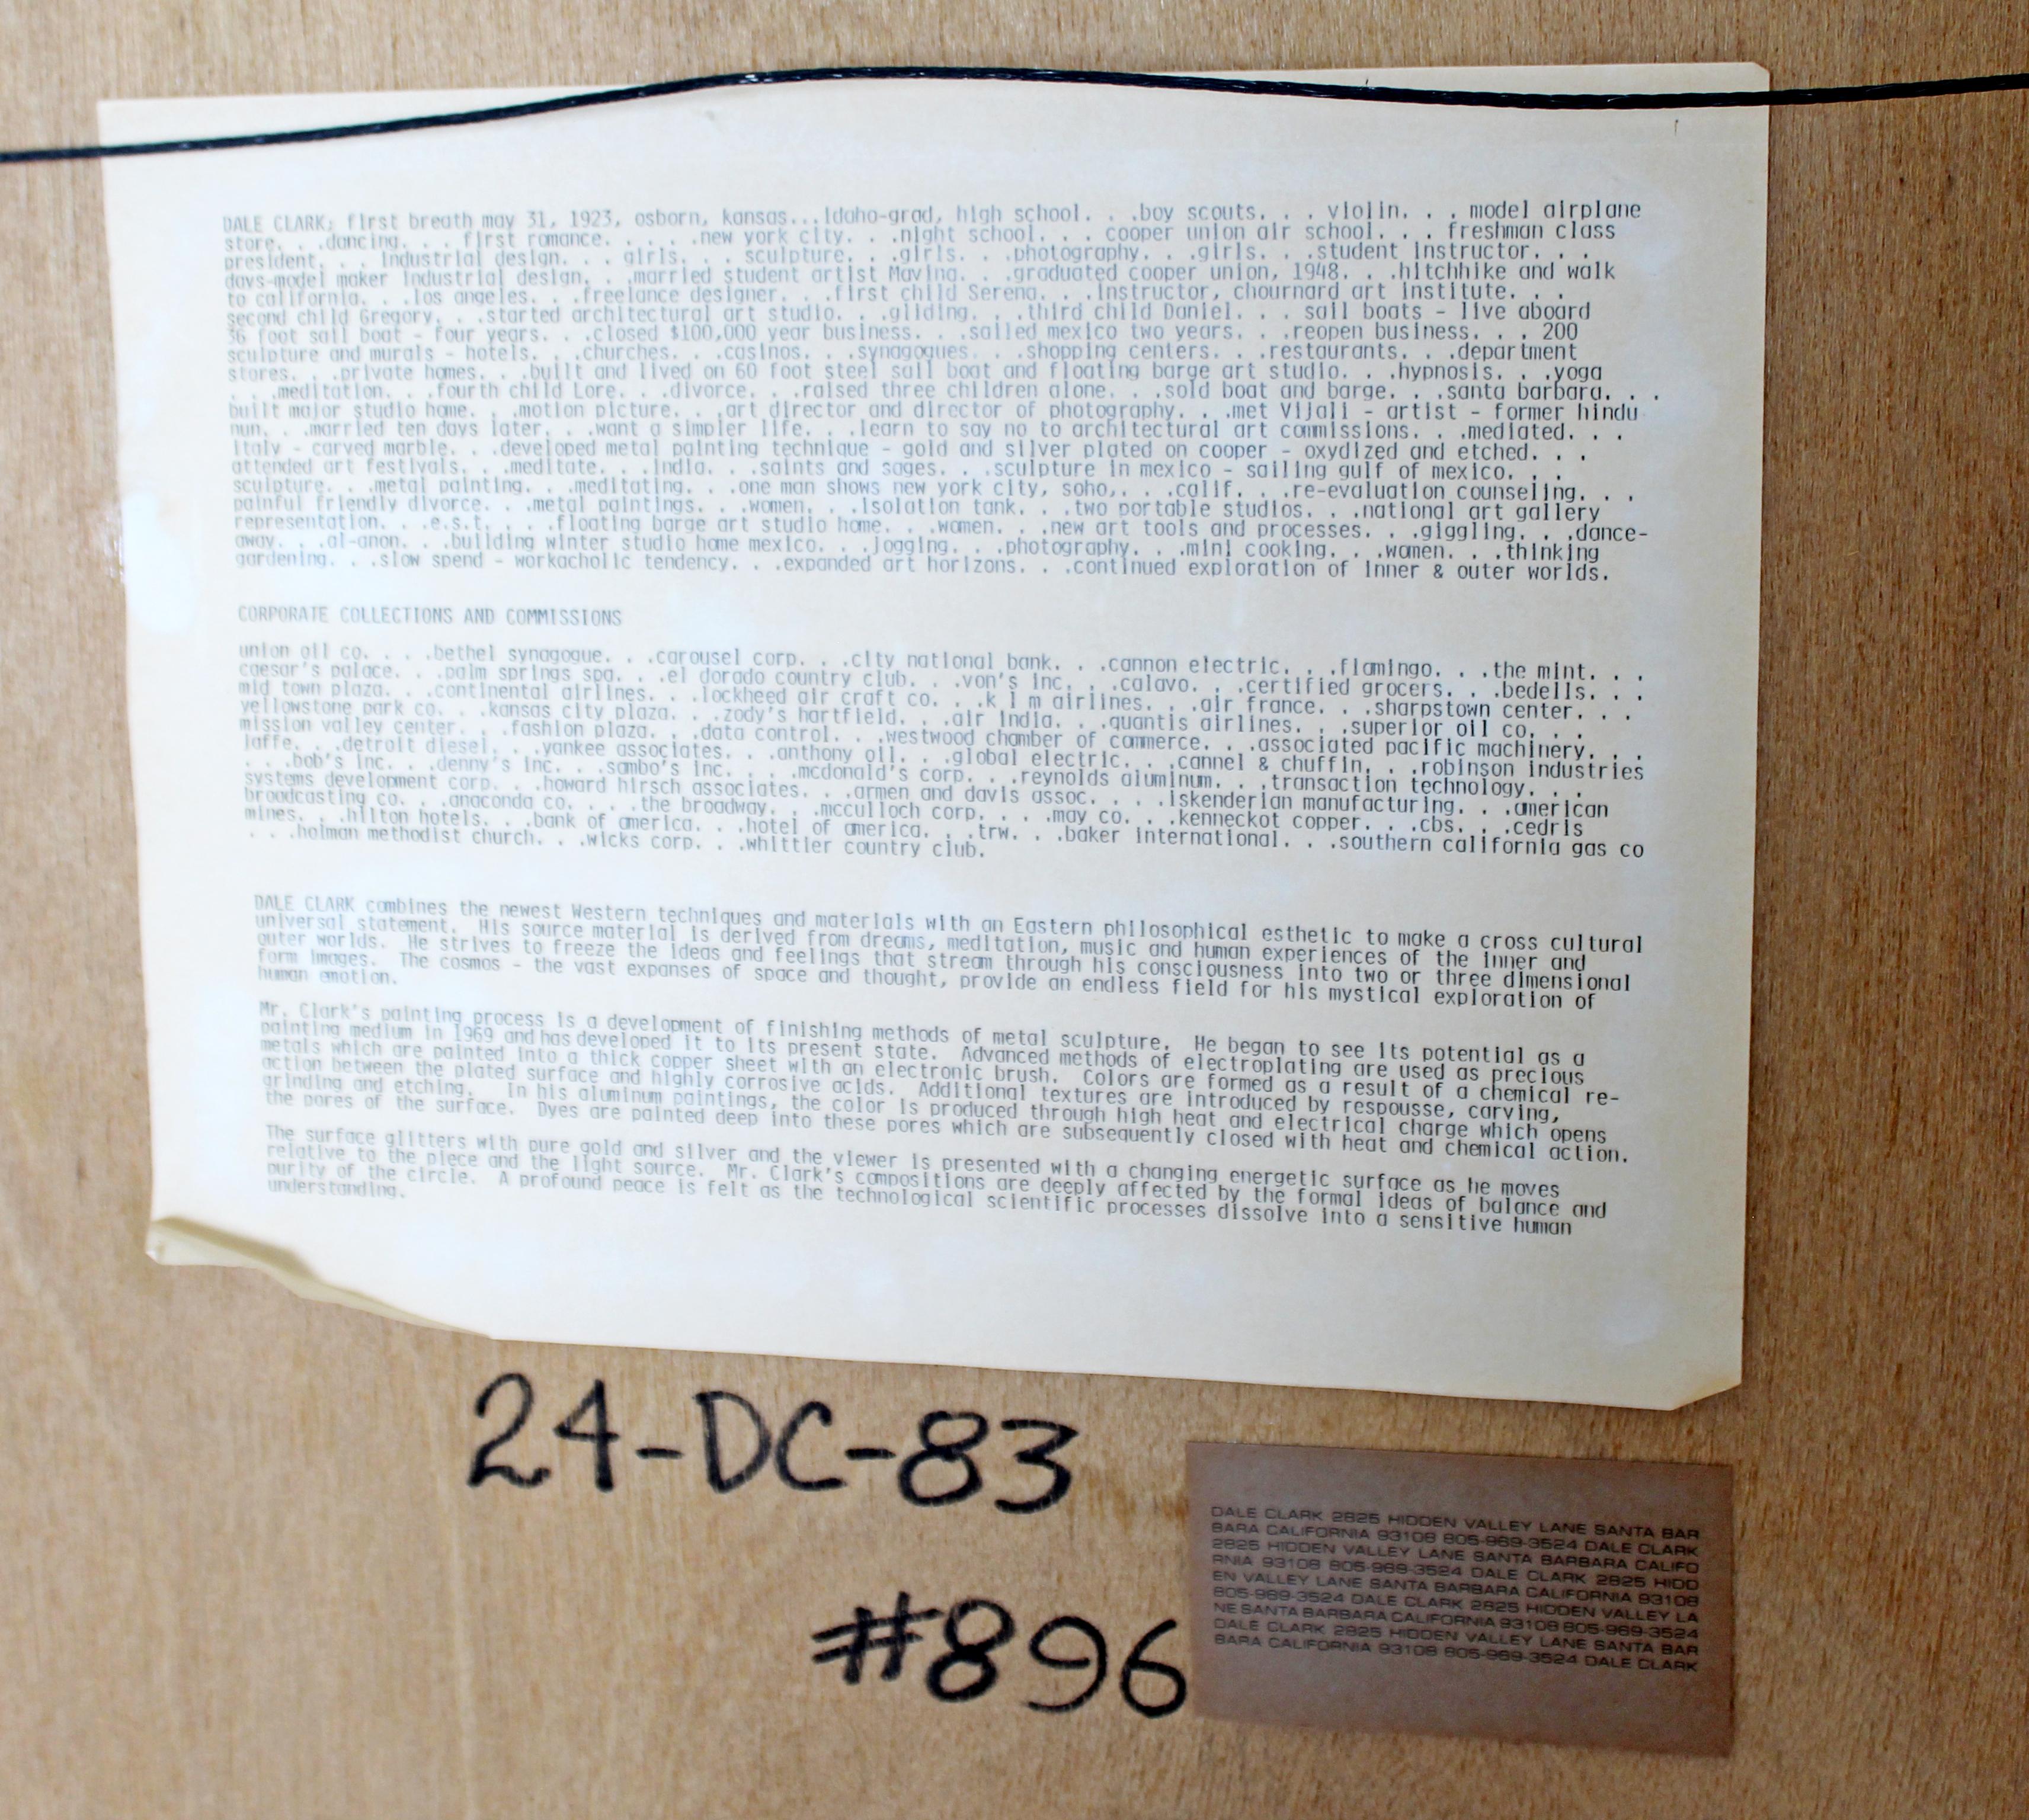 DALE CLARK; first breath may 31, 1923, osborn, kansas...idaho-grad, high school. . .boy scouts. . . violin. . . model airplane
store. . .dancing. . . first romance. . . . .new york city. . .night school. . . cooper union air school. . . freshman class
president. . . industrial design. . . girls. . . sculpture. . .girls. . .photography. . .girls. . . .student instructor. . .
days-model maker industrial design. . .married student artist Maving. . .graduated cooper union, 1948. . .hitchhike and walk
to california. . .los angeles. . .freelance designer. . .first child Serena. . .instructor, chournard art institute. . .
second child Gregory. . .started architectural art studio. . .gliding. . .third child Daniel. . . sail boats - live aboard
36 foot sail boat - four years. . .closed $100,000 year business. . .sailed mexico two years. . .reopen business. . . 200
sculpture and murals - hotels. . .churches. . .casinos. . .synagogues. . .shopping centers. . .restaurants. . .department
stores. . .private homes. . .built and lived on 60 foot steel sail boat and floating barge art studio. . .hypnosis. . .yoga
. . .meditation. . .fourth child Lore. . .divorce. . .raised three children alone. . .sold boat and barge. . .santa barbara. . .
built major studio home. . .motion picture. . .art director and director of photography. . .met Vijali - artist - former hindu
nun. . .married ten days later. . .want a simpler life. . .learn to say no to architectural art commissions. . .mediated. . .
italy - carved marble. . .developed metal painting technique - gold and silver plated on cooper - oxydized and etched. . .
attended art festivals. . .meditate. . .india. . .saints and sages. . .sculpture in mexico - sailing gulf of mexico. . .
sculpture. . .metal painting. . .meditating. . .one man shows new york city, soho,. . .calif. . .re-evaluation counseling. . .
painful friendly divorce. . .metal paintings. . .women. . .isolation tank. . .two portable studios. . .national art gallery
representation. . .e.s.t. . . .floating barge art studio home. . .women. . .new art tools and processes. . .giggling. . .dance-
away. . .al-anon. . .building winter studio home mexico. . .jogging. . .photography. . .mini cooking. . .women. . .thinking
gardening. . .slow spend - workacholic tendency. . .expanded art horizons. . .continued exploration of inner & outer worlds.
CORPORATE COLLECTIONS AND COMMISSIONS
union oil co. . . .bethel synagogue. . .carousel corp. . .city national bank. . .cannon electric. . .flamingo. . .the mint. . .
caesar's palace. . .palm springs spa. . .el dorado country club. . .von's inc. . .calavo. . .certified grocers. . .bedells. . .
mid town plaza. . .continental airlines. . .lockheed air craft co. . .k l m airlines. . .air france. . .sharpstown center. . .
yellowstone park co. . .kansas city plaza. . .zody's hartfield. . .air india. . .quantis airlines. . .superior oil co. . .
mission valley center. . .fashion plaza. . .data control. . .westwood chamber of commerce. . .associated pacific machinery. . .
jaffe. . .detroit diesel. . .yankee associates. . .anthony oil. . .global electric. . .cannel & chuffin. . .robinson industries
. . .bob's inc. . .denny's inc. . .sambo's inc. . . .mcdonald's corp. . .reynolds aluminum. . .transaction technology. . .
systems development corp. . .howard hirsch associates. . .armen and davis assoc. . . .iskenderian manufacturing. . .american
broadcasting co. . .anaconda co. . . .the broadway. . .mcculloch corp. . . .may co. . .kenneckot copper. . .cbs. . .cedris
mines. . .hilton hotels. . .bank of america. . .hotel of america. . .trw. . .baker international. . .southern california gas co
. . .holman methodist church. . .wicks corp. . .whittier country club.
DALE CLARK combines the newest Western techniques and materials with an Eastern philosophical esthetic to make a cross cultural
universal statement. His source material is derived from dreams, meditation, music and human experiences of the inner and
outer worlds. He strives to freeze the ideas and feelings that stream through his consciousness into two or three dimensional
form images. The cosmos - the vast expanses of space and thought, provide an endless field for his mystical exploration of
human emotion.
Mr. Clark's painting process is a development of finishing methods of metal sculpture. He began to see its potential as a
painting medium in 1969 and has developed it to its present state. Advanced methods of electroplating are used as precious
metals which are painted into a thick copper sheet with an electronic brush. Colors are formed as a result of a chemical re-
action between the plated surface and highly corrosive acids. Additional textures are introduced by respousse, carving,
grinding and etching. In his aluminum paintings, the color is produced through high heat and electrical charge which opens
the pores of the surface. Dyes are painted deep into these pores which are subsequently closed with heat and chemical action.
The surface glitters with pure gold and silver and the viewer is presented with a changing energetic surface as he moves
relative to the piece and the light source. Mr. Clark's compositions are deeply affected by the formal ideas of balance and
purity of the circle. A profound peace is felt as the technological scientific processes dissolve into a sensitive human
understanding.
24-DC-83
#896
DALE CLARK 2825 HIDDEN VALLEY LANE SANTA BAR
BARA CALIFORNIA 93108 805-969-3524 DALE CLARK
2825 HIDDEN VALLEY LANE SANTA BARBARA CALIFO
RNIA 93108 805-969-3524 DALE CLARK 2825 HIDD
EN VALLEY LANE SANTA BARBARA CALIFORNIA 93108
805-969-3524 DALE CLARK 2825 HIDDEN VALLEY LA
NE SANTA BARBARA CALIFORNIA 93108 805-969-3524
DALE CLARK 2825 HIDDEN VALLEY LANE SANTA BAR
BARA CALIFORNIA 93108 805-969-3524 DALE CLARK